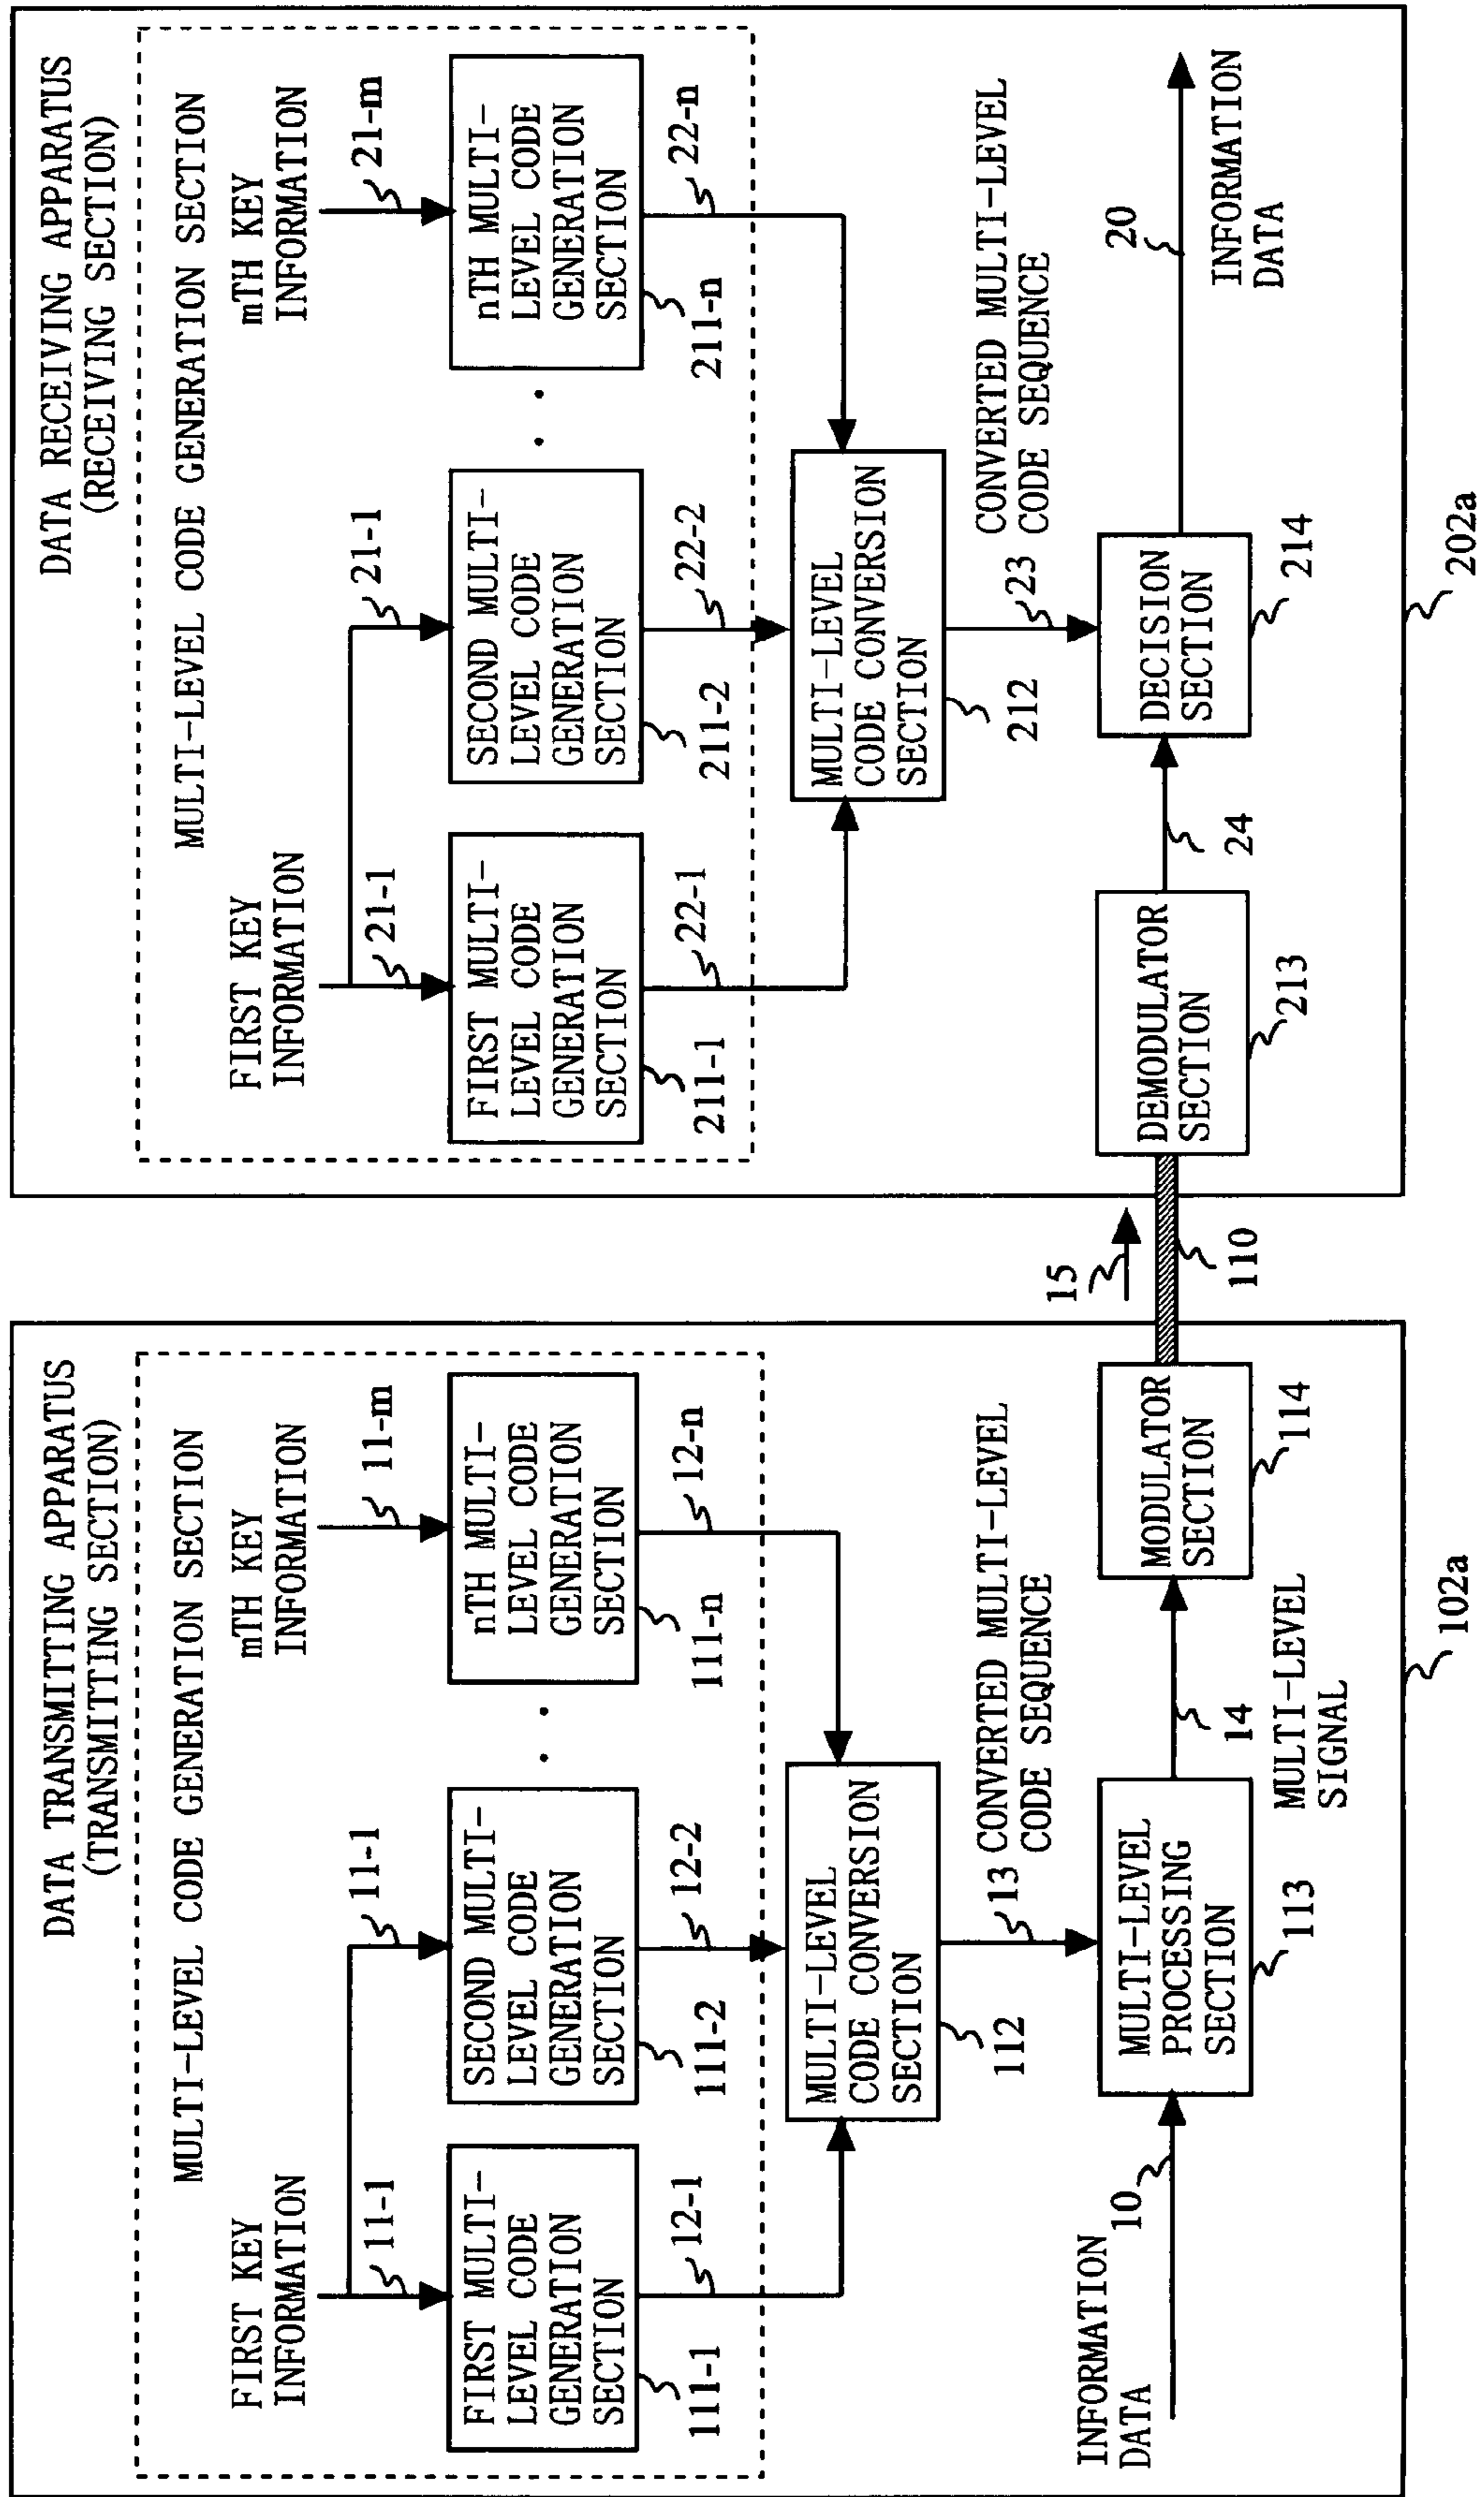 DATA TRANSMITTING APPARATUS
(TRANSMITTING SECTION)
MULTI-LEVEL CODE GENERATION SECTION
FIRST KEY
INFORMATION
mTH KEY
INFORMATION
11-1
11-1
11-m
FIRST MULTI-
LEVEL CODE
GENERATION
SECTION
SECOND MULTI-
LEVEL CODE
GENERATION
SECTION
. .
nTH MULTI-
LEVEL CODE
GENERATION
SECTION
111-1
12-1
111-2
12-2
111-n
12-n
MULTI-LEVEL
CODE CONVERSION
SECTION
112
13
CONVERTED MULTI-LEVEL
CODE SEQUENCE
INFORMATION
DATA
10
MULTI-LEVEL
PROCESSING
SECTION
113
14
MULTI-LEVEL
SIGNAL
MODULATOR
SECTION
114
102a
15
110
DATA RECEIVING APPARATUS
(RECEIVING SECTION)
MULTI-LEVEL CODE GENERATION SECTION
FIRST KEY
INFORMATION
mTH KEY
INFORMATION
21-1
21-1
21-m
FIRST MULTI-
LEVEL CODE
GENERATION
SECTION
SECOND MULTI-
LEVEL CODE
GENERATION
SECTION
. .
nTH MULTI-
LEVEL CODE
GENERATION
SECTION
211-1
22-1
211-2
22-2
211-n
22-n
MULTI-LEVEL
CODE CONVERSION
SECTION
212
23
CONVERTED MULTI-LEVEL
CODE SEQUENCE
DEMODULATOR
SECTION
213
24
DECISION
SECTION
214
20
INFORMATION
DATA
202a